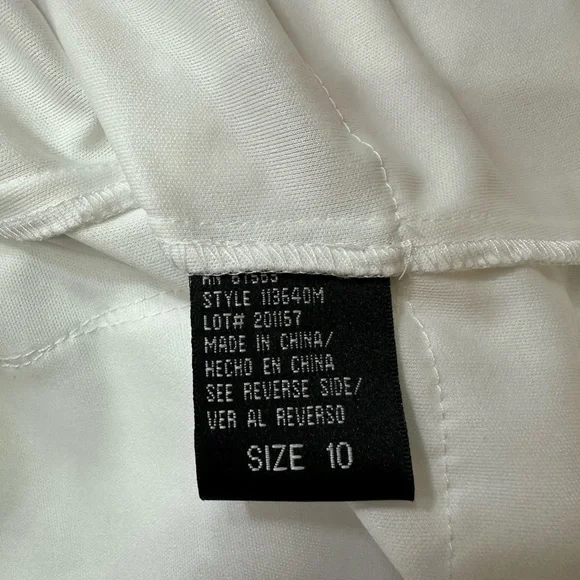 STYLE 113640M
LOT# 201157
MADE IN CHINA/
HECHO EN CHINA
SEE REVERSE SIDE/
VER AL REVERSO
SIZE 10